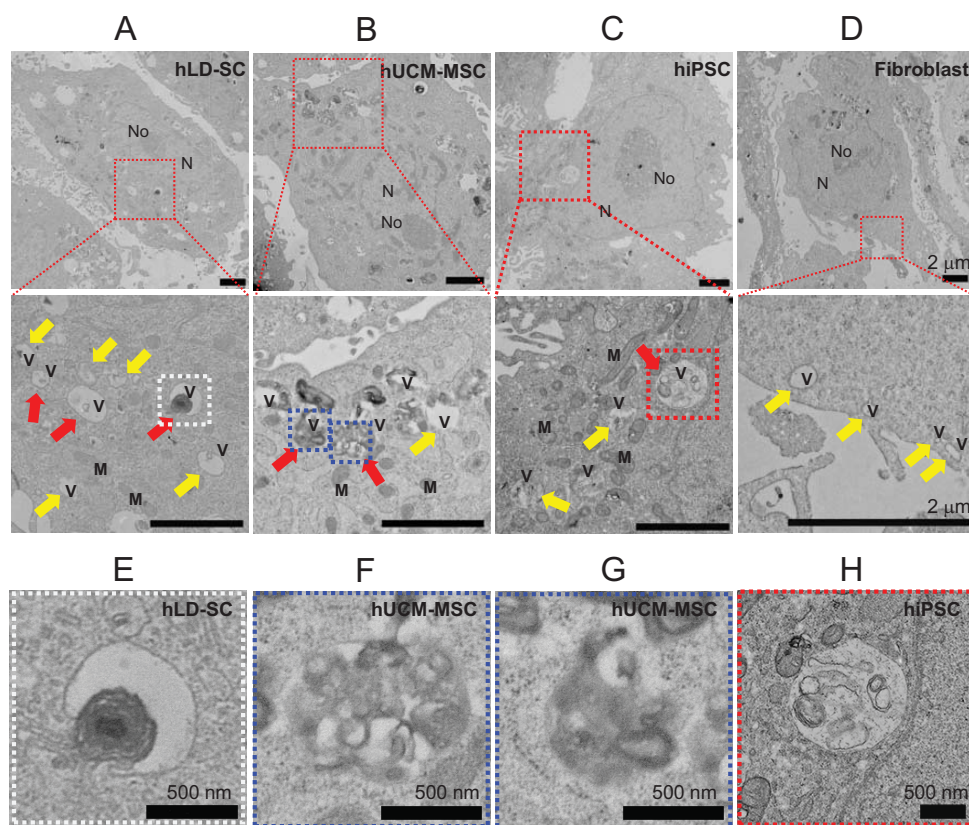 A B C D
hLD-SC hUCM-MSC hiPSC Fibroblast
No N
N No
No N
No N 2 μm
V V V V V V M
V V V M M
M V V M V
V V V V 2 μm
E F G H
hLD-SC hUCM-MSC hUCM-MSC hiPSC
500 nm 500 nm 500 nm 500 nm